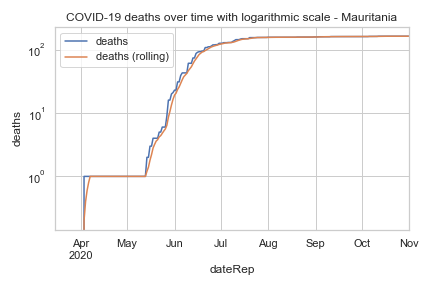 COVID-19 deaths over time with logarithmic scale - Mauritania
deaths
deaths (rolling)
10²
10¹
10⁰
deaths
Apr
2020
May
Jun
Jul
Aug
Sep
Oct
Nov
dateRep